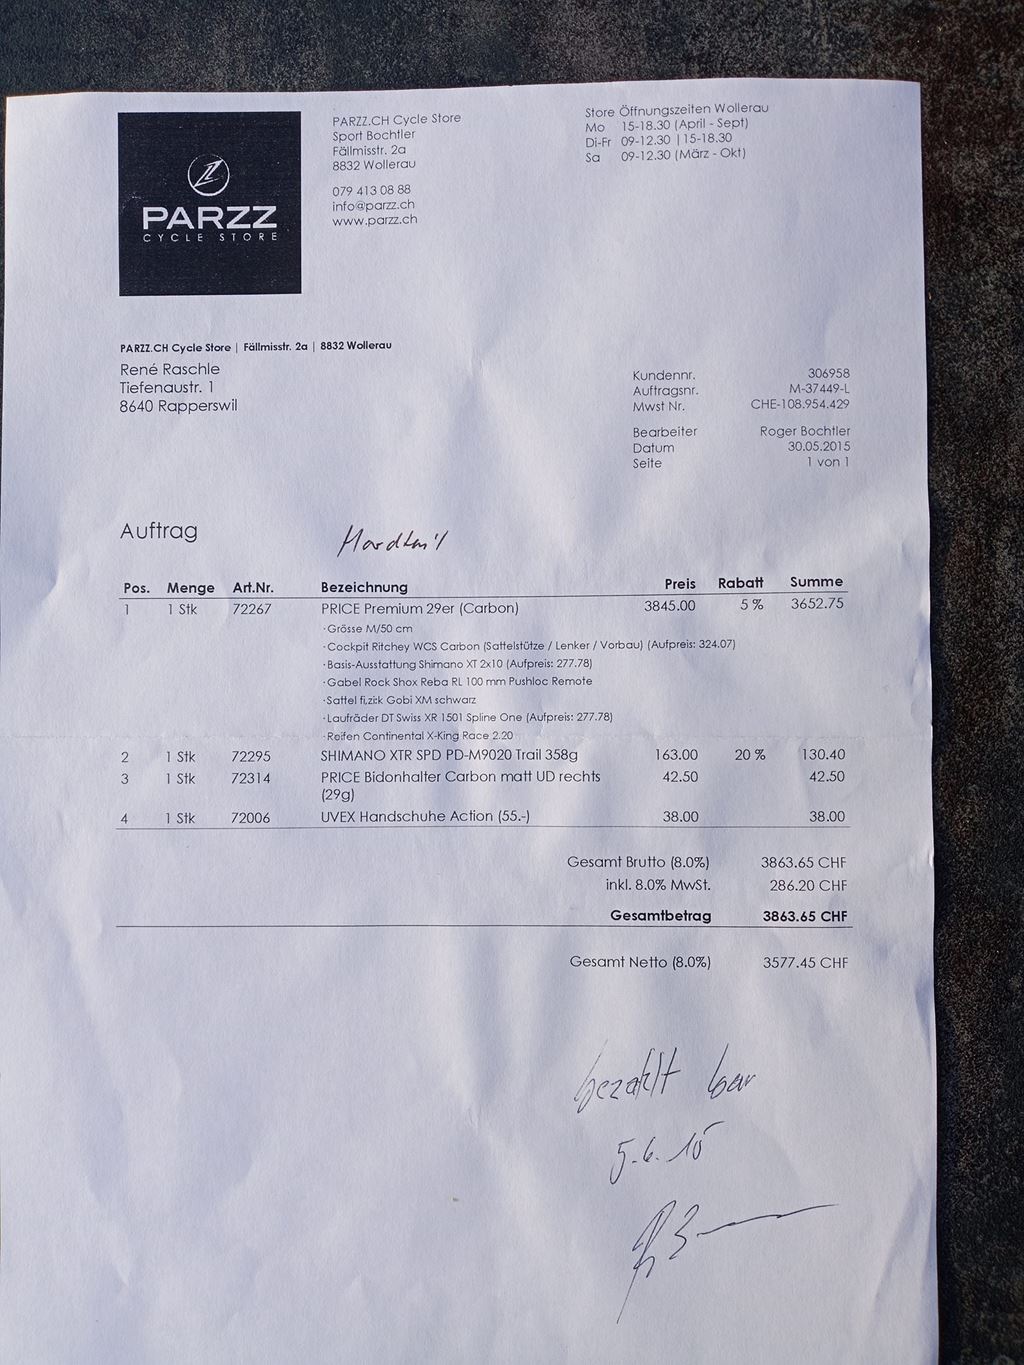 PARZZ
CYCLE STORE
PARZZ.CH Cycle Store
Sport Bochtler
Fällmisstr. 2a
8832 Wollerau
079 413 08 88
info@parzz.ch
www.parzz.ch
Store Öffnungszeiten Wollerau
Mo 15-18.30 (April - Sept)
Di-Fr 09-12.30 | 15-18.30
Sa 09-12.30 (März - Okt)
PARZZ.CH Cycle Store | Fällmisstr. 2a | 8832 Wollerau
René Raschle
Tiefenaustr. 1
8640 Rapperswil
Kundennr. 306958
Auftragsnr. M-37449-L
Mwst Nr. CHE-108.954.429
Bearbeiter Roger Bochtler
Datum 30.05.2015
Seite 1 von 1
Auftrag
Hardtail
Pos. Menge Art.Nr. Bezeichnung Preis Rabatt Summe
1 1 Stk 72267 PRICE Premium 29er (Carbon) 3845.00 5 % 3652.75
·Grösse M/50 cm
·Cockpit Ritchey WCS Carbon (Sattelstütze / Lenker / Vorbau) (Aufpreis: 324.07)
·Basis-Ausstattung Shimano XT 2x10 (Aufpreis: 277.78)
·Gabel Rock Shox Reba RL 100 mm Pushloc Remote
·Sattel fi,zi:k Gobi XM schwarz
·Laufräder DT Swiss XR 1501 Spline One (Aufpreis: 277.78)
·Reifen Continental X-King Race 2.20
2 1 Stk 72295 SHIMANO XTR SPD PD-M9020 Trail 358g 163.00 20 % 130.40
3 1 Stk 72314 PRICE Bidonhalter Carbon matt UD rechts 42.50 42.50
(29g)
4 1 Stk 72006 UVEX Handschuhe Action (55.-) 38.00 38.00
Gesamt Brutto (8.0%) 3863.65 CHF
inkl. 8.0% MwSt. 286.20 CHF
Gesamtbetrag 3863.65 CHF
Gesamt Netto (8.0%) 3577.45 CHF
bezahlt bar
5.6.15